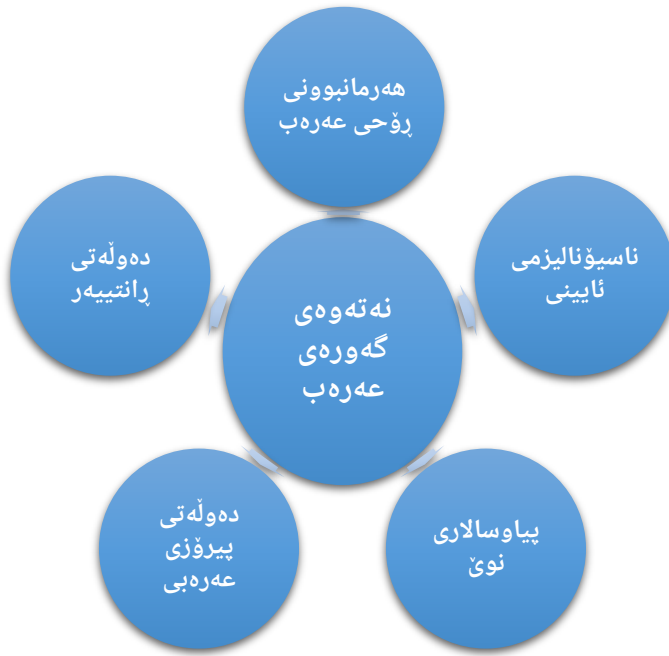 هەرمانبوونی
ڕۆحی عەرەب
ناسیۆنالیزمی
ئایینی
پیاوسالاری
نوێ
دەوڵەتی
پیرۆزی
عەرەبی
دەوڵەتی
ڕانتییەر
نەتەوەی
گەورەی
عەرەب